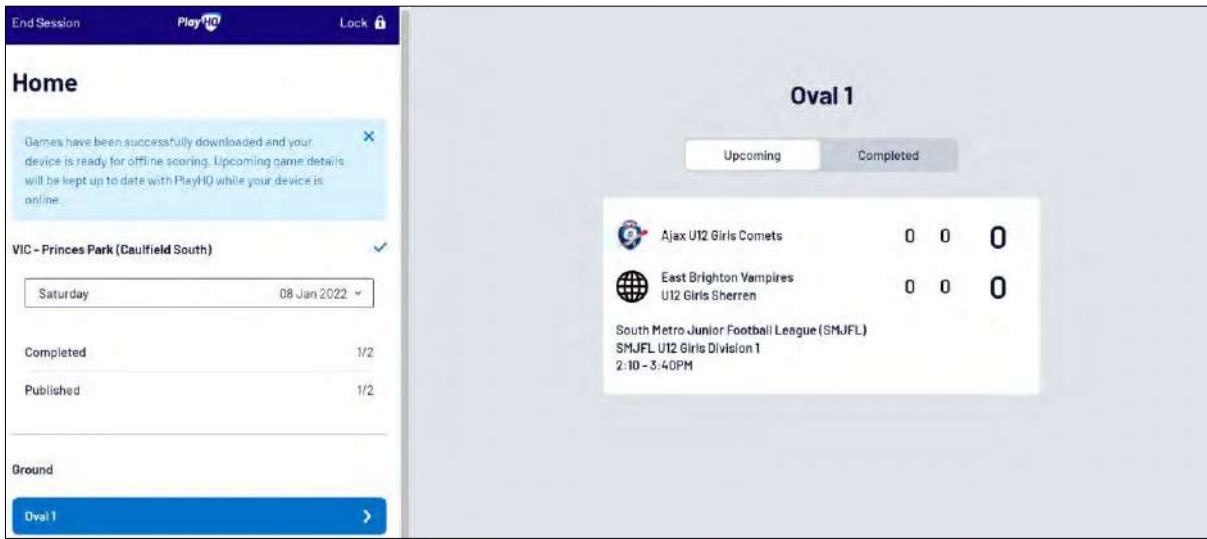 End Session
PlayHQ
Lock
Home
Games have been successfully downloaded and your
device is ready for offline scoring. Upcoming game details
will be kept up to date with PlayHQ while your device is
online.
VIC - Princes Park (Caulfield South)
Saturday 08 Jan 2022
Completed 1/2
Published 1/2
Ground
Oval 1
Oval 1
Upcoming Completed
Ajax U12 Girls Comets 0 0 0
East Brighton Vampires
U12 Girls Sherren 0 0 0
South Metro Junior Football League (SMJFL)
SMJFL U12 Girls Division 1
2:10 - 3:40PM